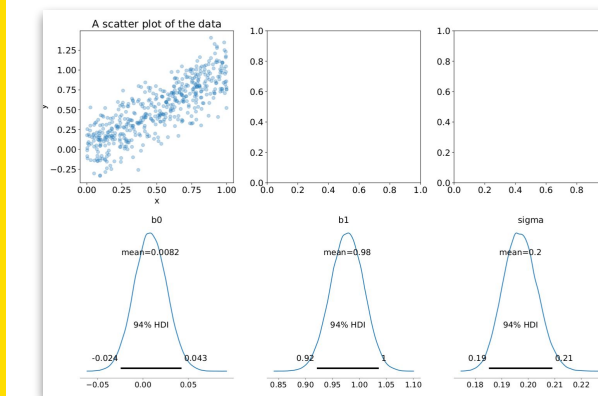 A scatter plot of the data
1.25
1.00
0.75
0.50
0.25
0.00
−0.25
y
0.00 0.25 0.50 0.75 1.00
x
1.0
0.8
0.6
0.4
0.2
0.0
0.0 0.2 0.4 0.6 0.8 1.0
1.0
0.8
0.6
0.4
0.2
0.0
0.0 0.2 0.4 0.6 0.8
b0
mean=0.0082
94% HDI
-0.024 0.043
−0.05 0.00 0.05
b1
mean=0.98
94% HDI
0.92 1
0.85 0.90 0.95 1.00 1.05 1.10
sigma
mean=0.2
94% HDI
0.19 0.21
0.18 0.19 0.20 0.21 0.22